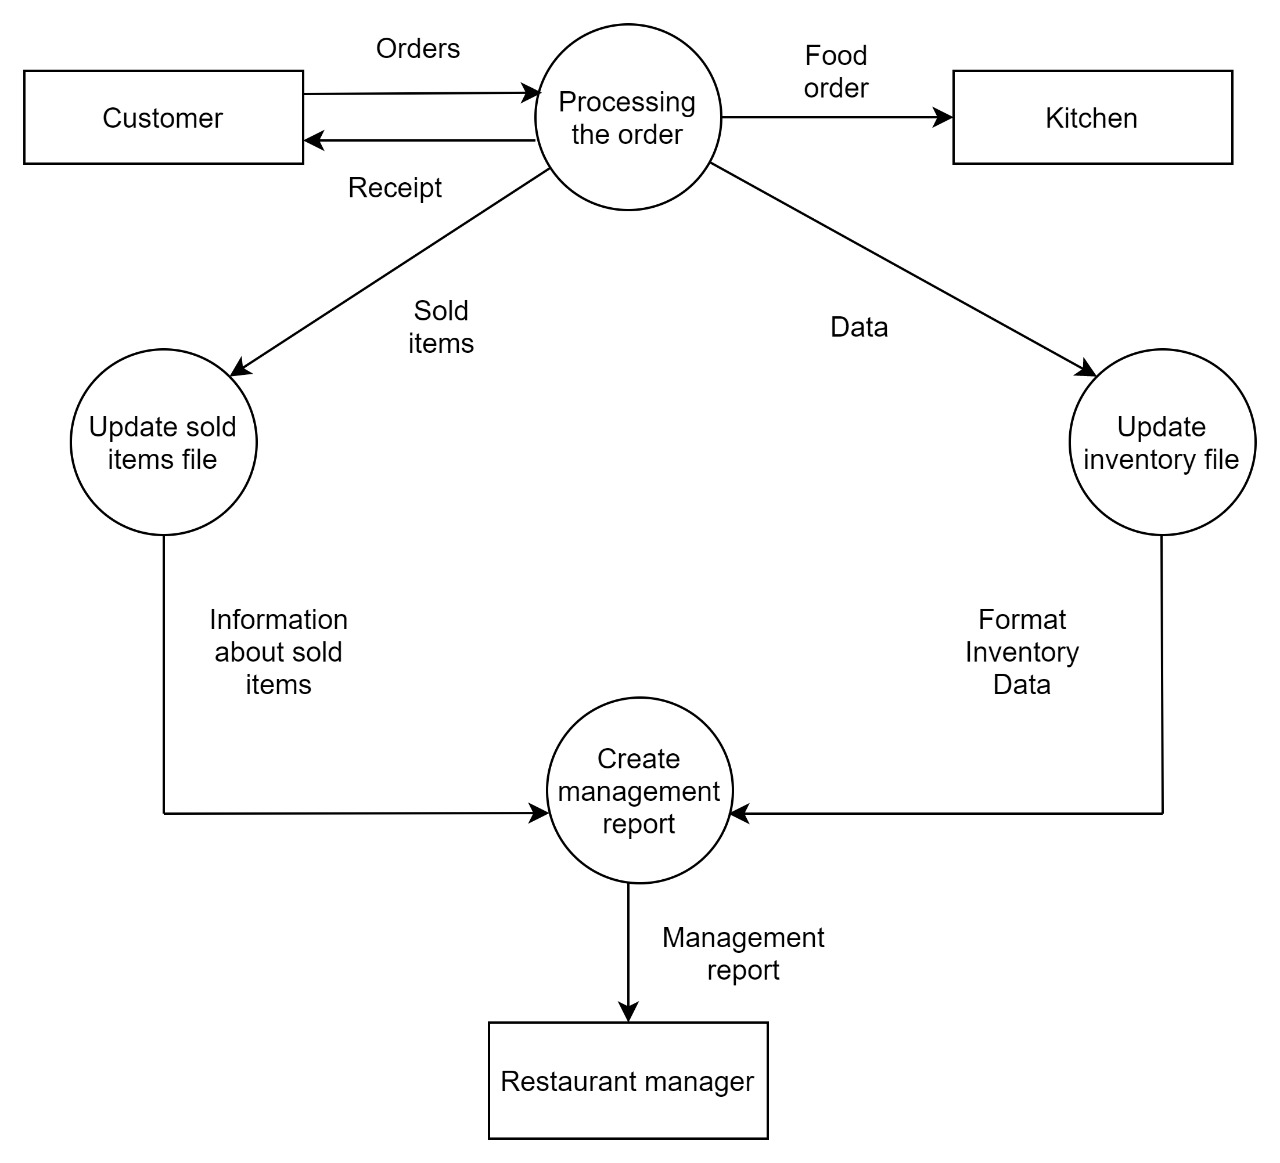 Orders
Customer
Receipt
Processing
the order
Food
order
Kitchen
Sold
items
Data
Update sold
items file
Update
inventory file
Information
about sold
items
Format
Inventory
Data
Create
management
report
Management
report
Restaurant manager